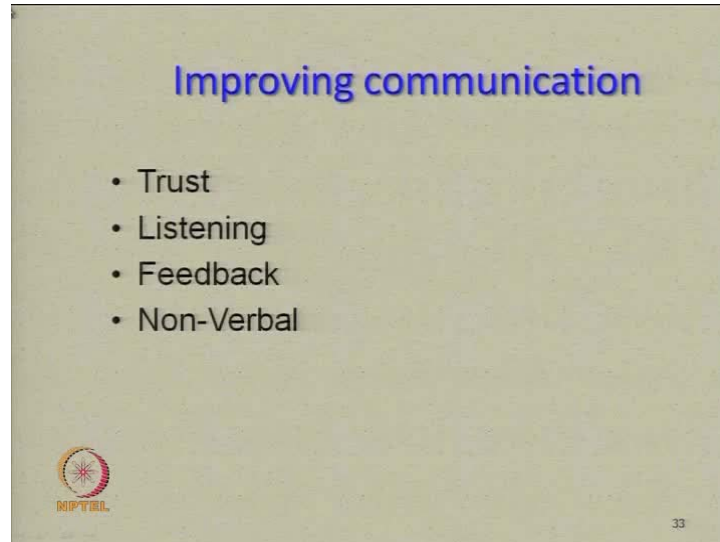 Improving communication
• Trust
• Listening
• Feedback
• Non-Verbal
NPTEL
33